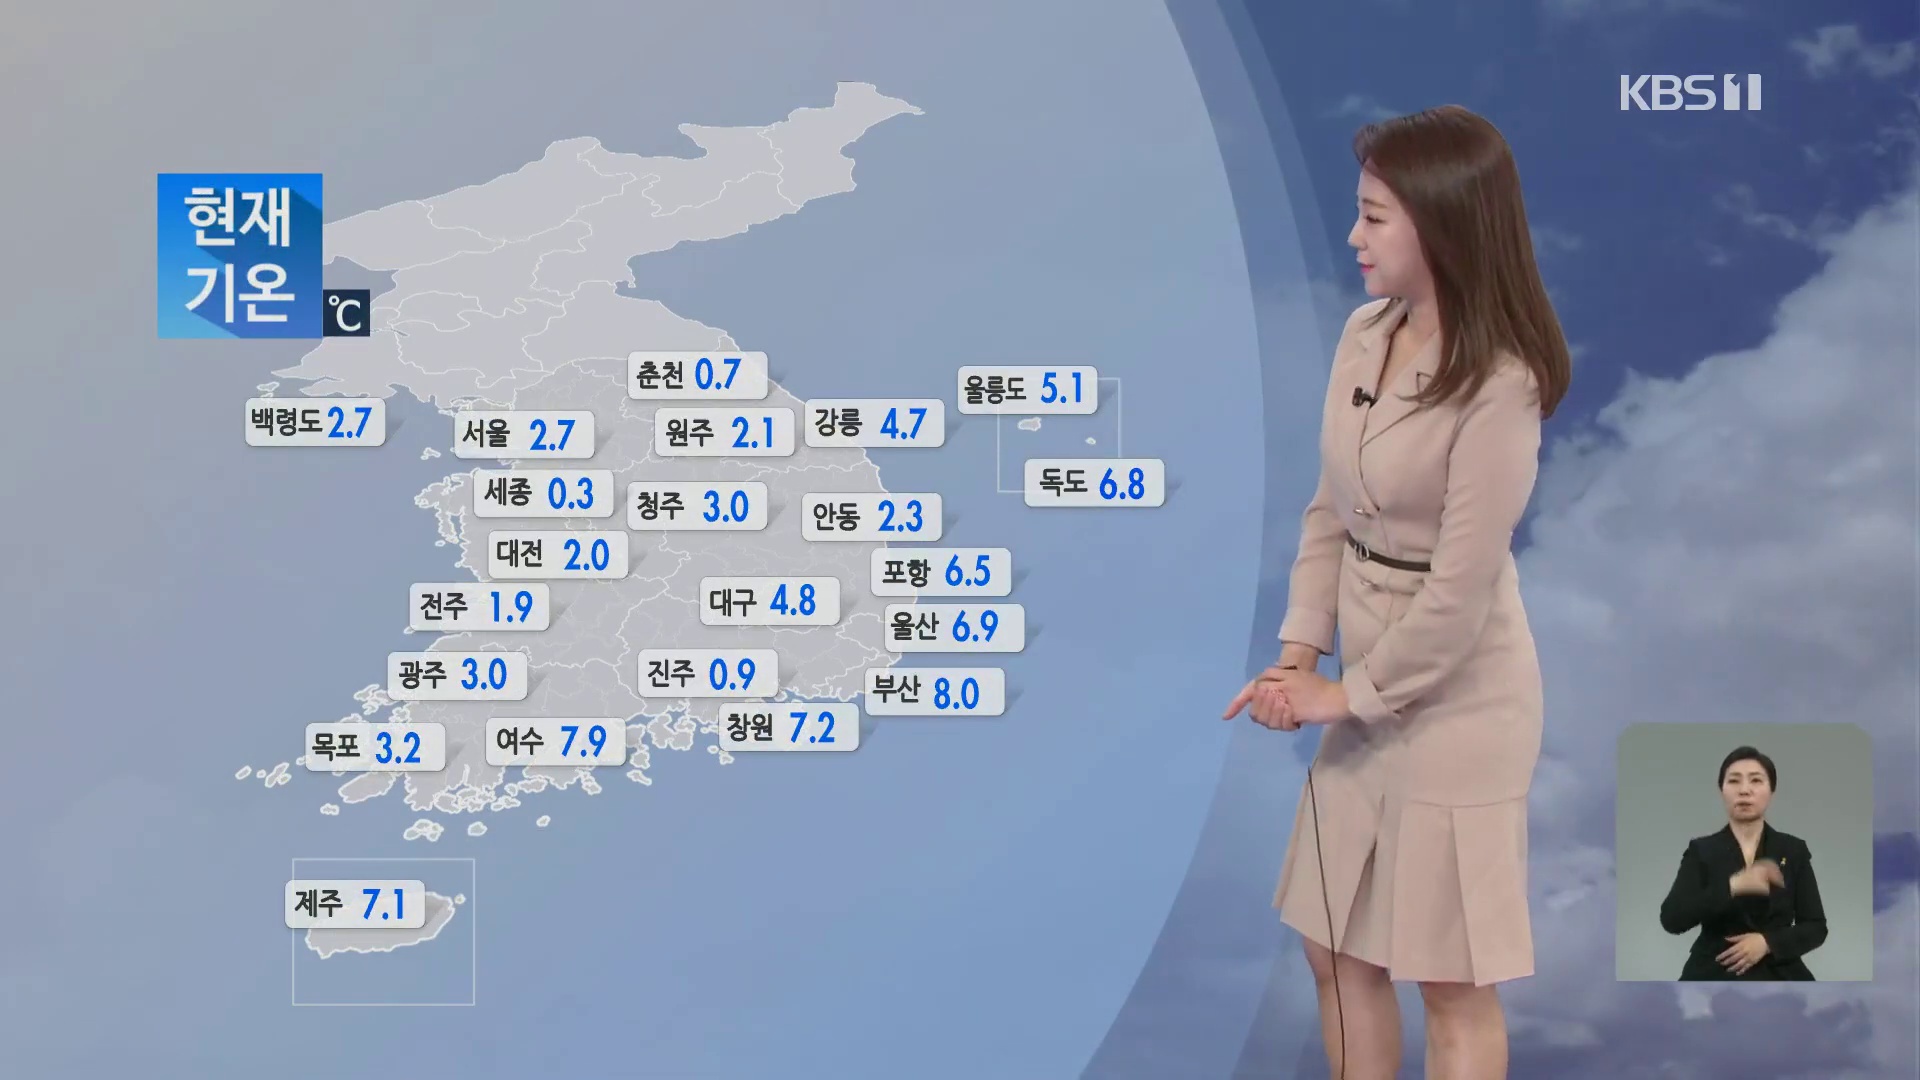 KBS 1
현재
기온
℃
춘천 0.7
울릉도 5.1
백령도 2.7
서울 2.7
원주 2.1
강릉 4.7
독도 6.8
세종 0.3
청주 3.0
안동 2.3
대전 2.0
포항 6.5
전주 1.9
대구 4.8
울산 6.9
광주 3.0
진주 0.9
부산 8.0
목포 3.2
여수 7.9
창원 7.2
제주 7.1